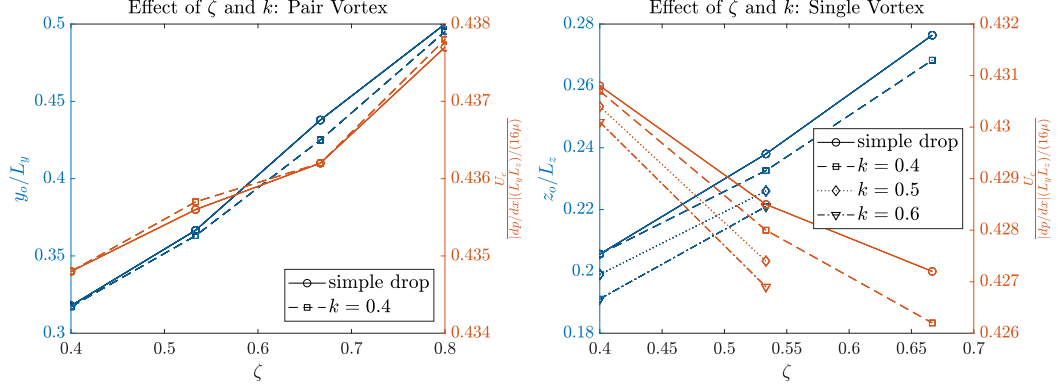 Effect of ζ and k: Pair Vortex
0.5
0.45
0.4
0.35
0.3
y_o/L_y
0.438
0.437
0.436
0.435
0.434
U_c
|dp/dx|(L_yL_z)/(16μ)
simple drop
k = 0.4
0.4
0.5
0.6
0.7
0.8
ζ
Effect of ζ and k: Single Vortex
0.28
0.26
0.24
0.22
0.2
0.18
z_o/L_z
0.432
0.431
0.43
0.429
0.428
0.427
0.426
U_c
|dp/dx|(L_yL_z)/(16μ)
simple drop
k = 0.4
k = 0.5
k = 0.6
0.4
0.45
0.5
0.55
0.6
0.65
0.7
ζ